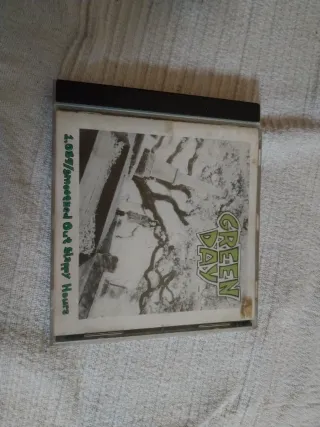 GREEN
DAY
1,039/Smoothed Out Slappy Hours